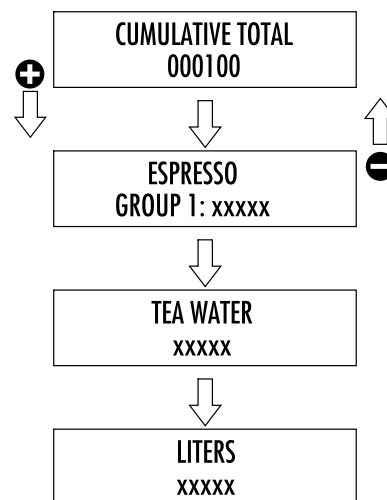 CUMULATIVE TOTAL
000100
ESPRESSO
GROUP 1: xxxxx
TEA WATER
xxxxx
LITERS
xxxxx